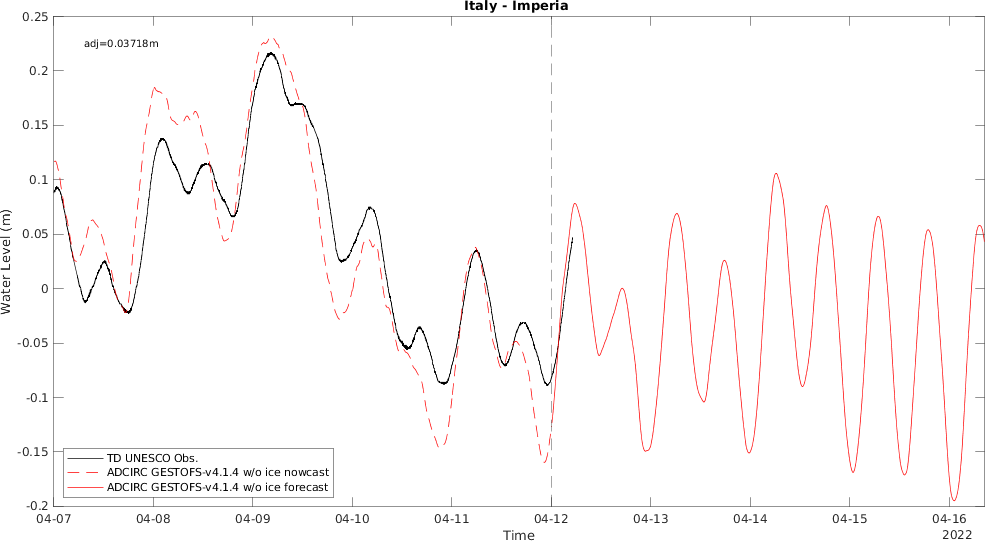 Italy - Imperia
adj=0.03718m
0.25
0.2
0.15
0.1
0.05
0
-0.05
-0.1
-0.15
-0.2
Water Level (m)
TD UNESCO Obs.
ADCIRC GESTOFS-v4.1.4 w/o ice nowcast
ADCIRC GESTOFS-v4.1.4 w/o ice forecast
04-07 04-08 04-09 04-10 04-11 04-12 04-13 04-14 04-15 04-16
Time
2022